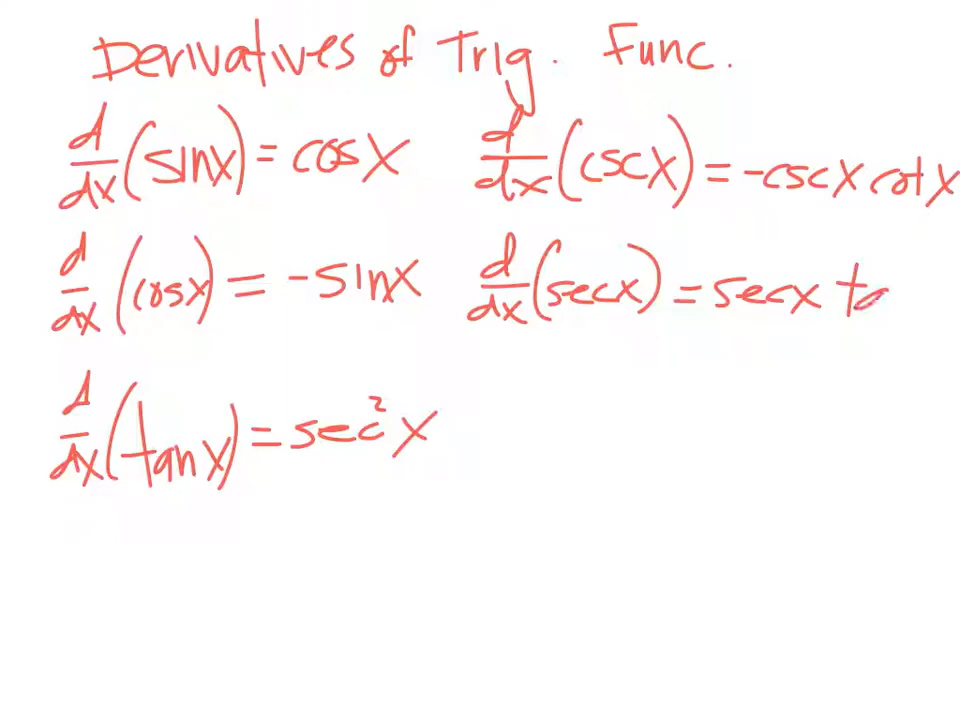 Derivatives of Trig. Func.
d/dx (sinx) = cosx d/dx (cscx) = -cscx cotx
d/dx (cosx) = -sinx d/dx (secx) = secx ta
d/dx (tanx) = sec²x